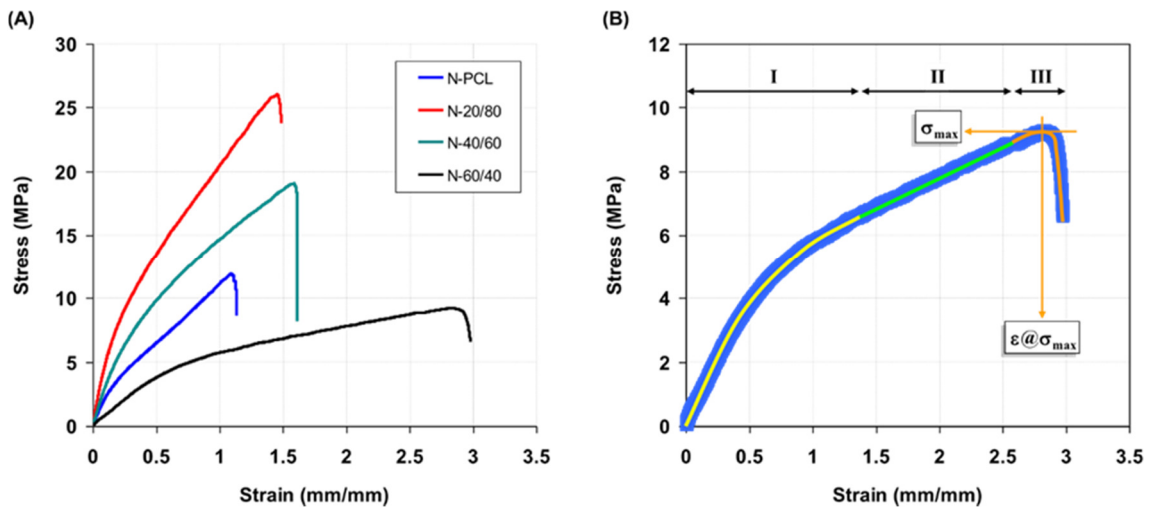 (A)
30
25
20
15
10
5
0
Stress (MPa)
N-PCL
N-20/80
N-40/60
N-60/40
0 0.5 1 1.5 2 2.5 3 3.5
Strain (mm/mm)
(B)
12
10
8
6
4
2
0
Stress (MPa)
I II III
σmax
ε@σmax
0 0.5 1 1.5 2 2.5 3 3.5
Strain (mm/mm)